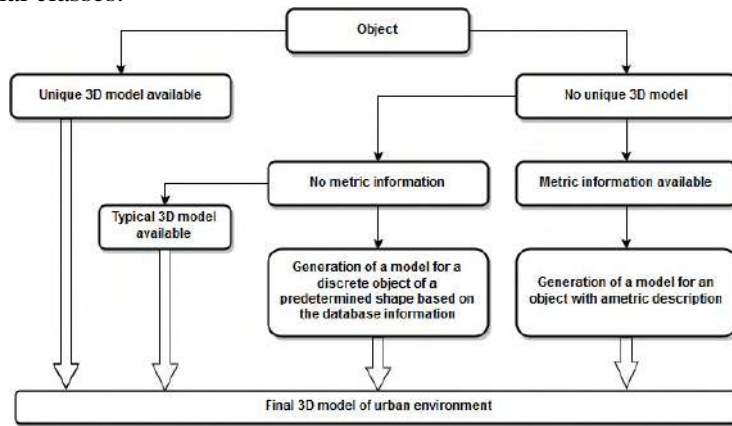 Object
Unique 3D model available
No unique 3D model
No metric information
Metric information available
Typical 3D model
available
Generation of a model for a
discrete object of a
predetermined shape based on
the database information
Generation of a model for an
object with ametric description
Final 3D model of urban environment